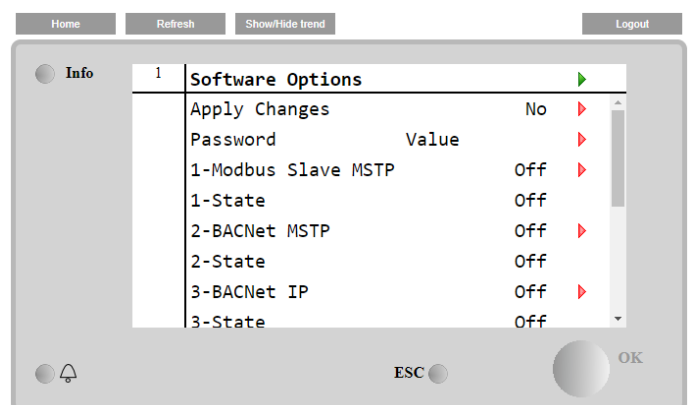 Home Refresh Show/Hide trend Logout
Info
1 Software Options
Apply Changes No
Password Value
1-Modbus Slave MSTP Off
1-State Off
2-BACNet MSTP Off
2-State Off
3-BACNet IP Off
3-State Off
ESC OK